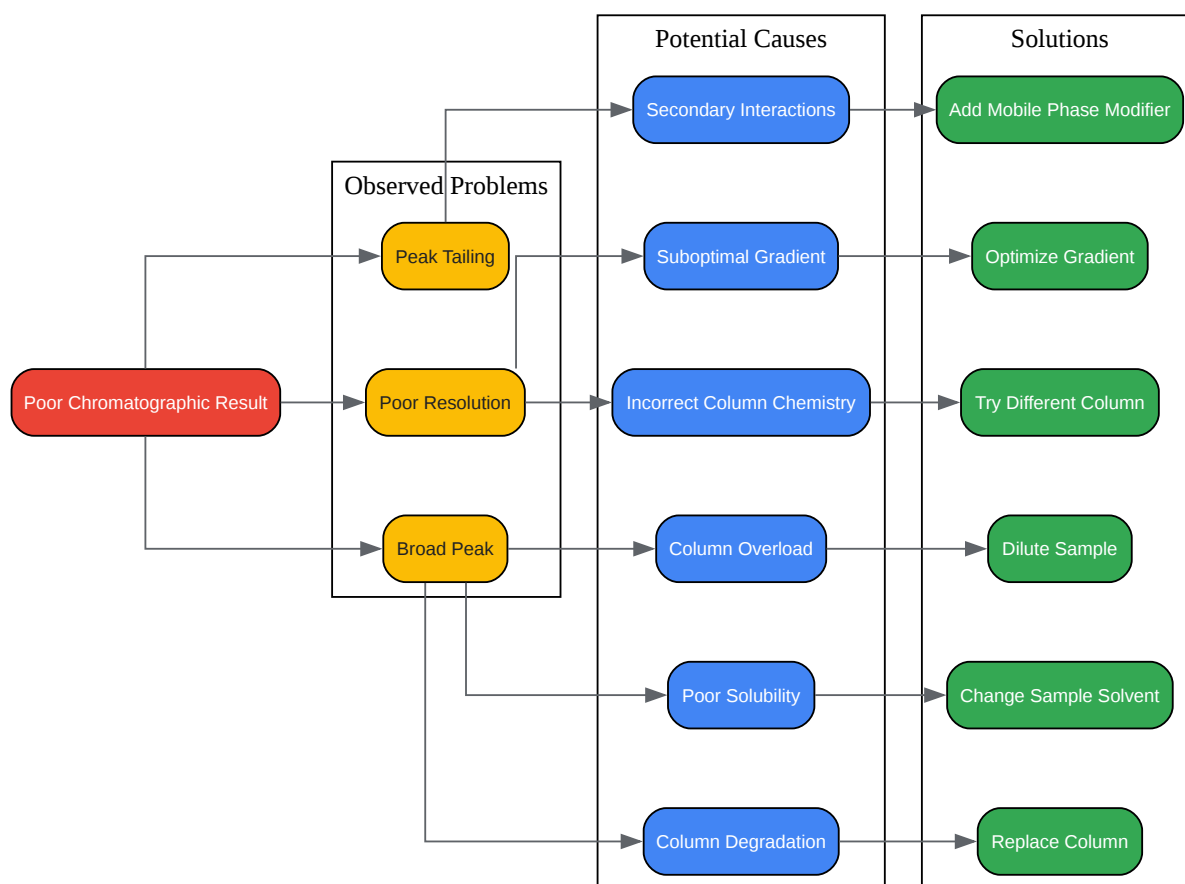 Potential Causes
Solutions
Secondary Interactions
Add Mobile Phase Modifier
Observed Problems
Peak Tailing
Suboptimal Gradient
Optimize Gradient
Poor Chromatographic Result
Poor Resolution
Incorrect Column Chemistry
Try Different Column
Broad Peak
Column Overload
Dilute Sample
Poor Solubility
Change Sample Solvent
Column Degradation
Replace Column